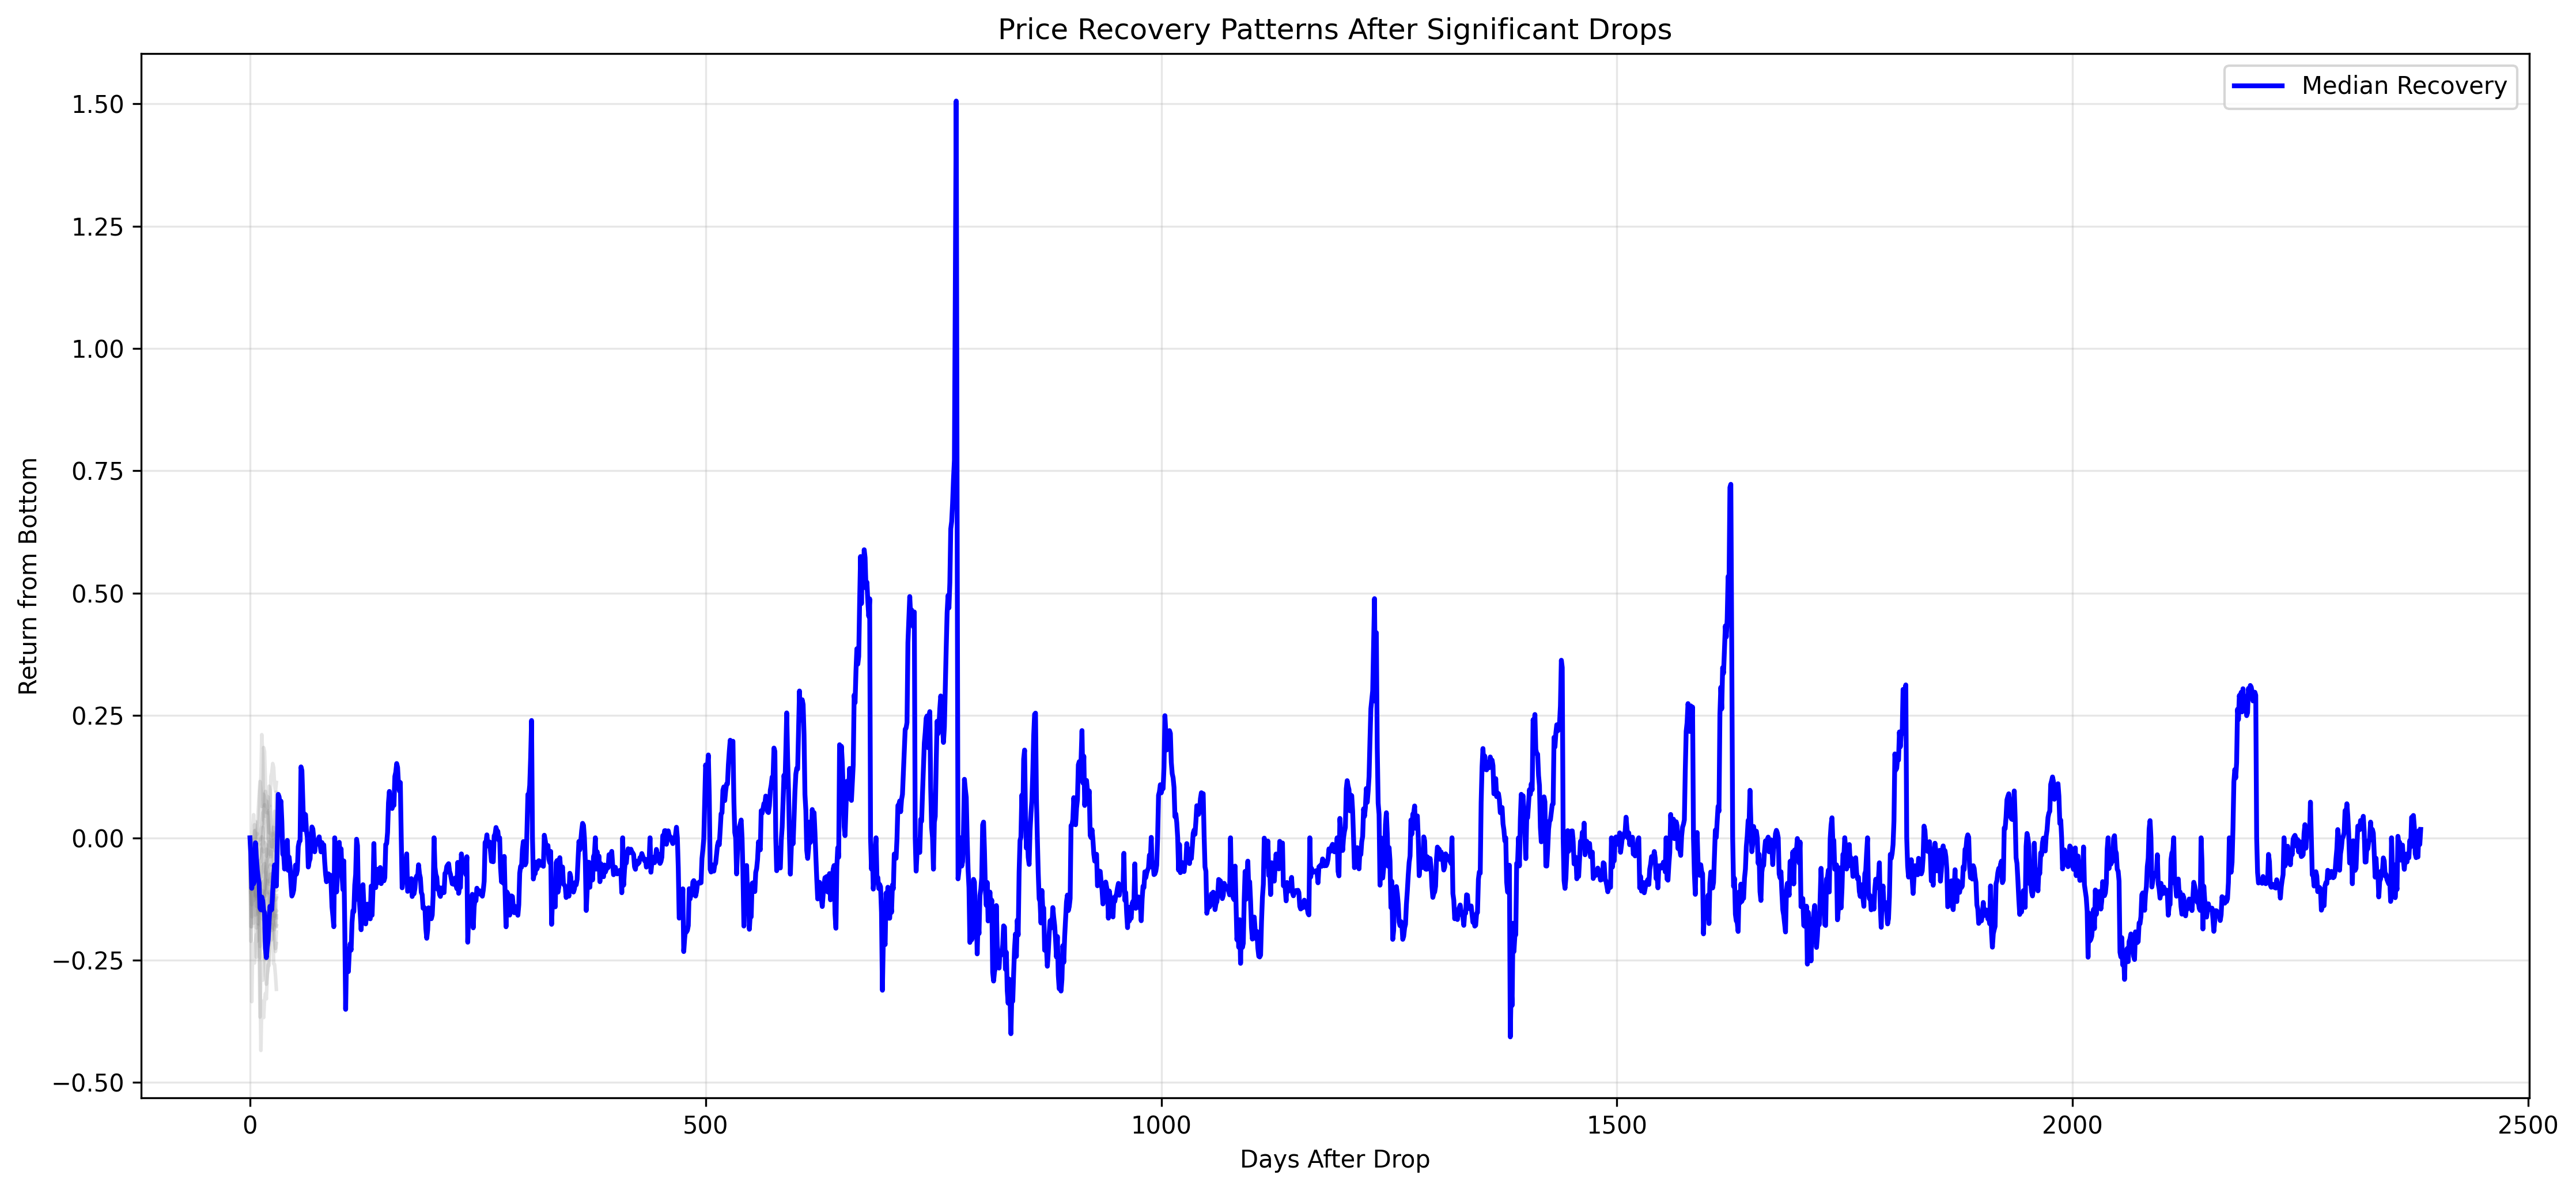 Price Recovery Patterns After Significant Drops
Median Recovery
1.50
1.25
1.00
0.75
0.50
0.25
0.00
−0.25
−0.50
Return from Bottom
0 500 1000 1500 2000 2500
Days After Drop